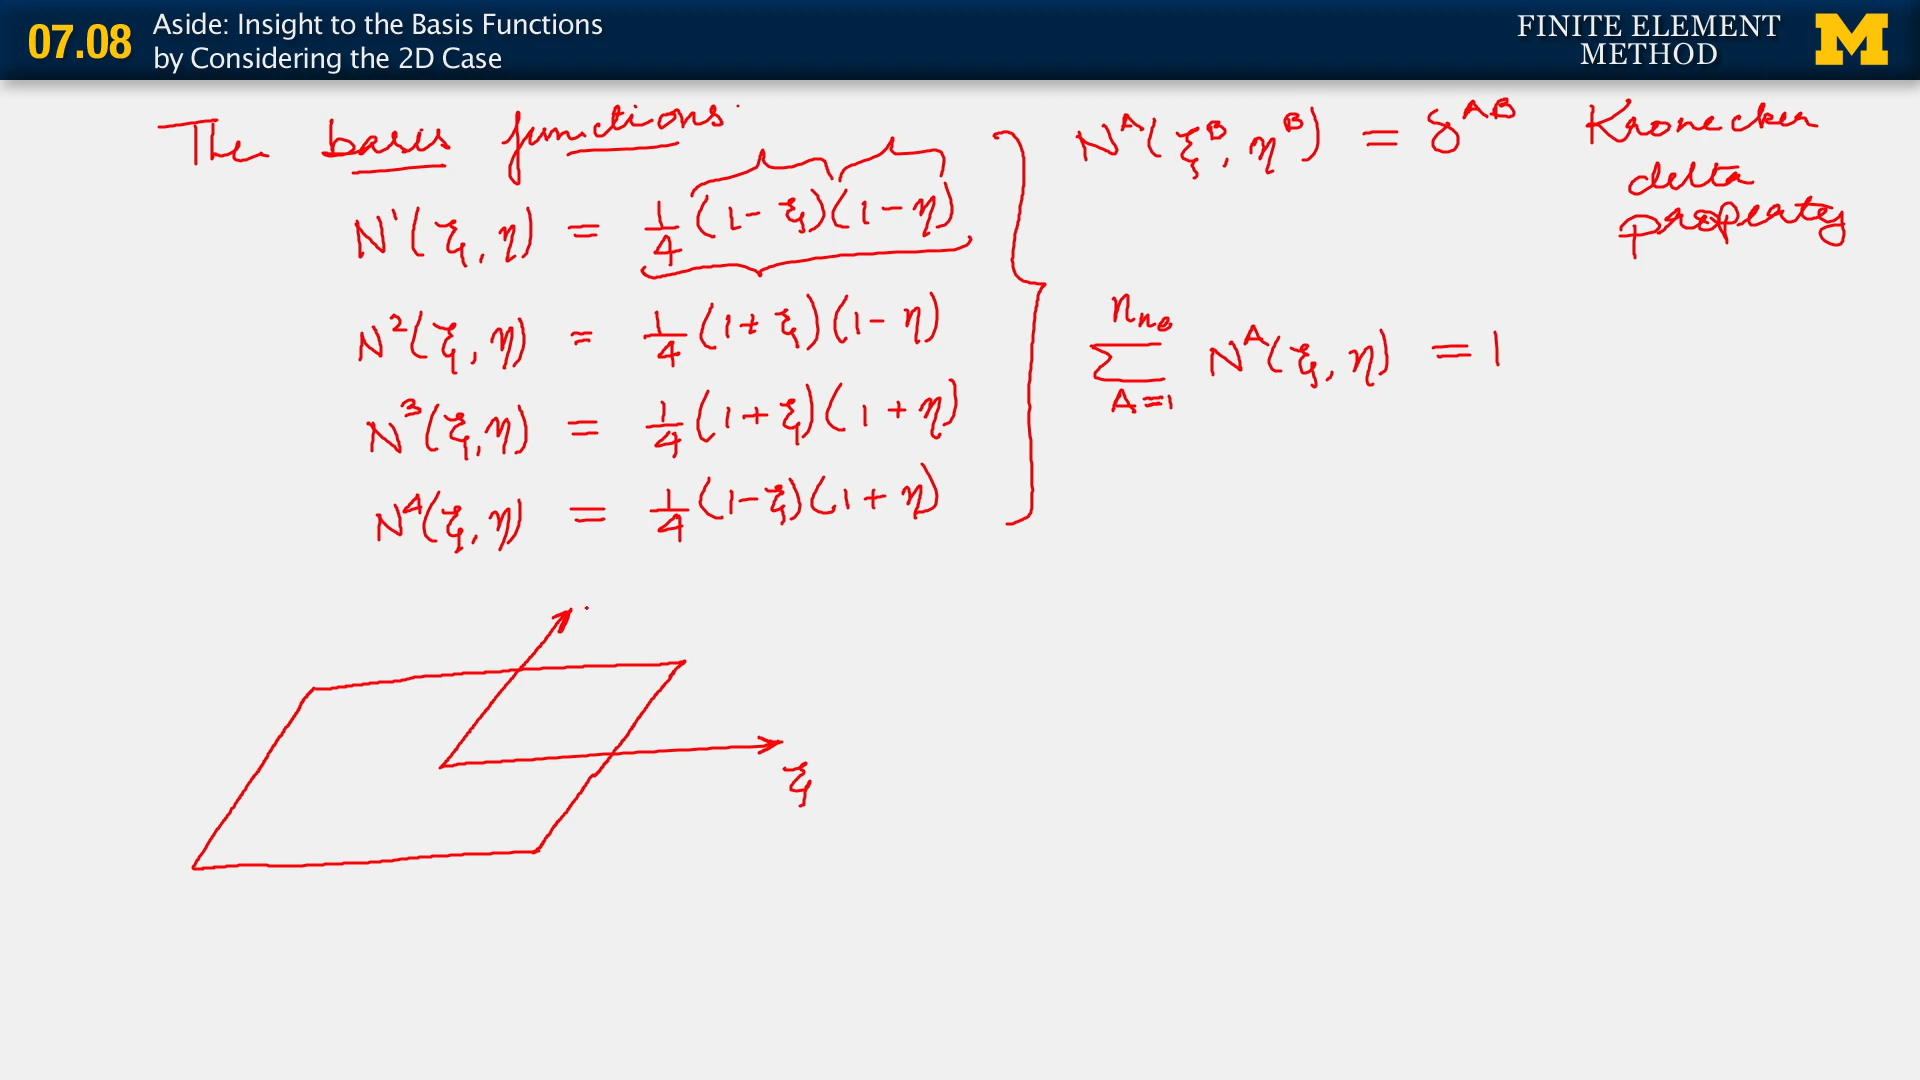 07.08
Aside: Insight to the Basis Functions
by Considering the 2D Case
FINITE ELEMENT
METHOD
M
The basis functions
N¹(ξ, η) = 1/4 (1 - ξ)(1 - η)
N²(ξ, η) = 1/4 (1 + ξ)(1 - η)
N³(ξ, η) = 1/4 (1 + ξ)(1 + η)
N⁴(ξ, η) = 1/4 (1 - ξ)(1 + η)
N^A(ξ^B, η^B) = δ^AB Kronecker
delta
property
∑_{A=1}^{n_ne} N^A(ξ, η) = 1
ξ